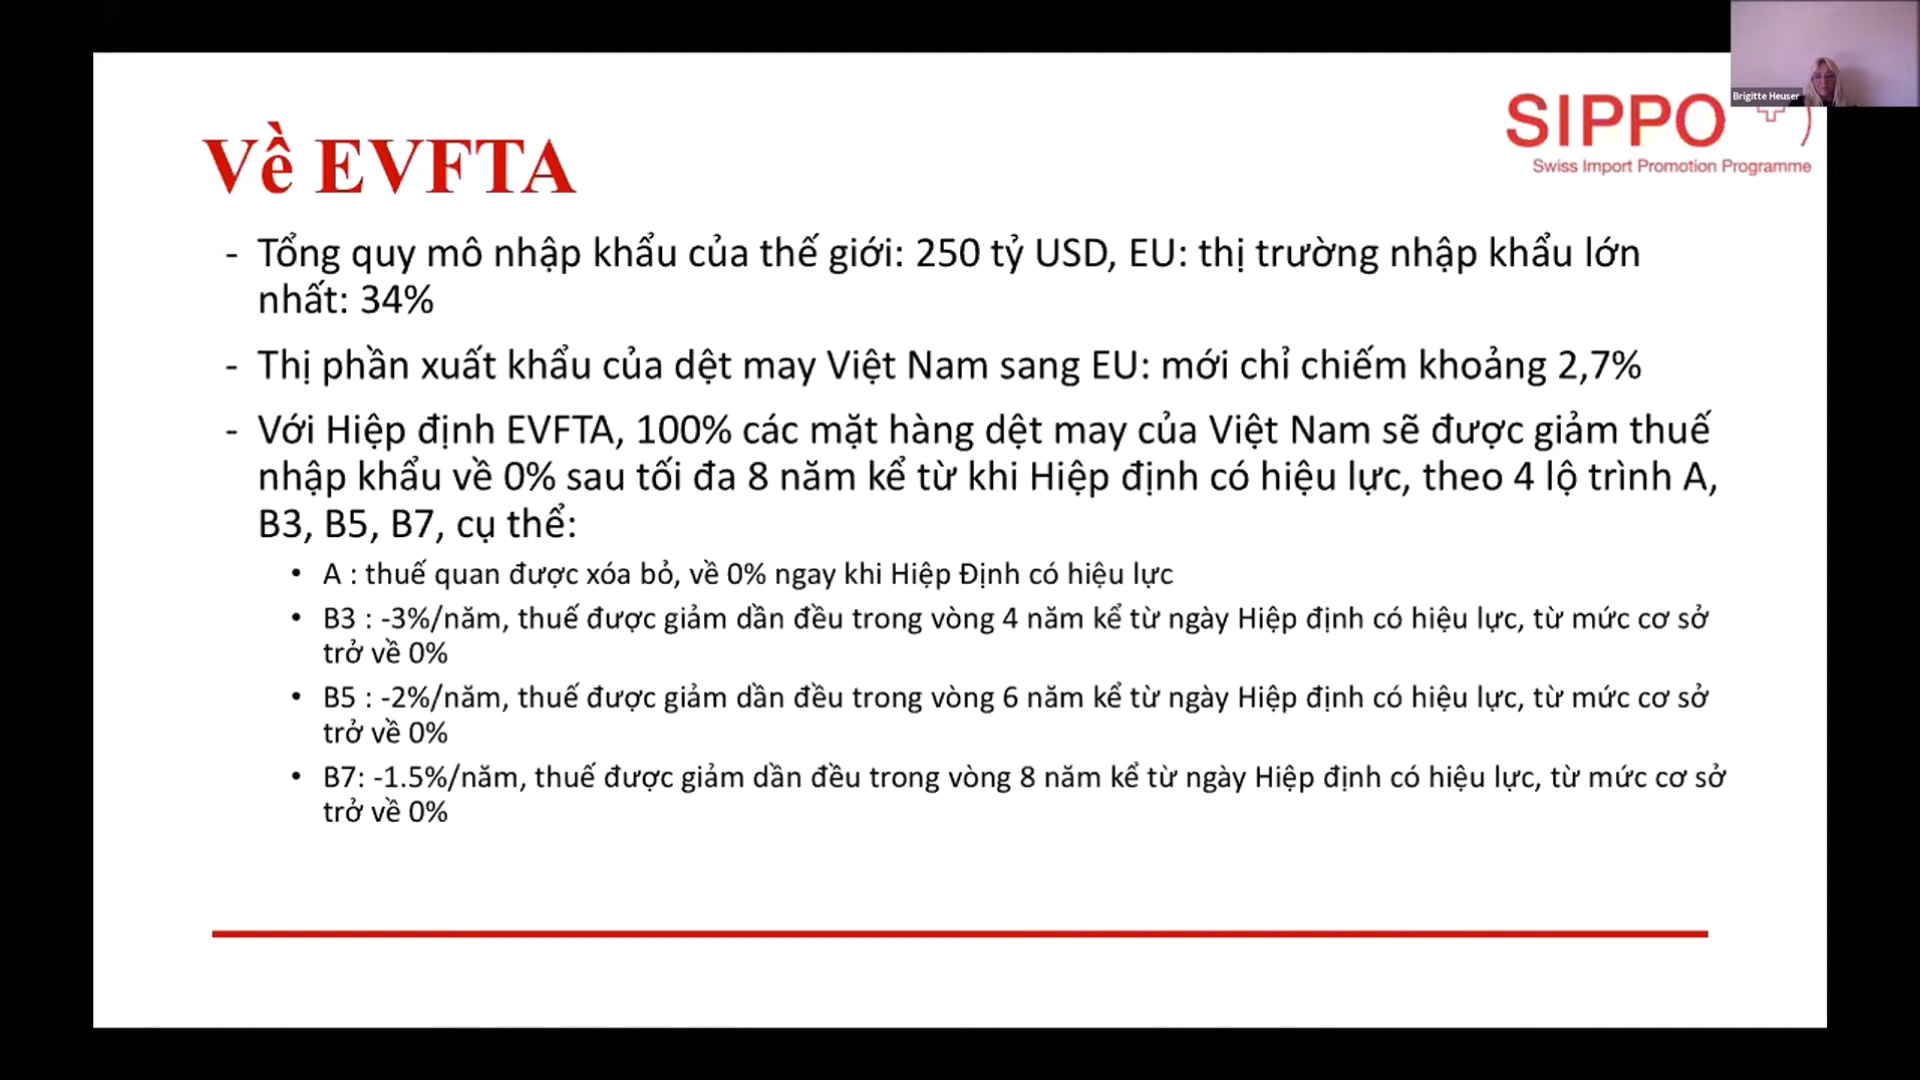 Brigitte Heuser
SIPPO
Swiss Import Promotion Programme
Về EVFTA
- Tổng quy mô nhập khẩu của thế giới: 250 tỷ USD, EU: thị trường nhập khẩu lớn
nhất: 34%
- Thị phần xuất khẩu của dệt may Việt Nam sang EU: mới chỉ chiếm khoảng 2,7%
- Với Hiệp định EVFTA, 100% các mặt hàng dệt may của Việt Nam sẽ được giảm thuế
nhập khẩu về 0% sau tối đa 8 năm kể từ khi Hiệp định có hiệu lực, theo 4 lộ trình A,
B3, B5, B7, cụ thể:
• A : thuế quan được xóa bỏ, về 0% ngay khi Hiệp Định có hiệu lực
• B3 : -3%/năm, thuế được giảm dần đều trong vòng 4 năm kể từ ngày Hiệp định có hiệu lực, từ mức cơ sở
trở về 0%
• B5 : -2%/năm, thuế được giảm dần đều trong vòng 6 năm kể từ ngày Hiệp định có hiệu lực, từ mức cơ sở
trở về 0%
• B7: -1.5%/năm, thuế được giảm dần đều trong vòng 8 năm kể từ ngày Hiệp định có hiệu lực, từ mức cơ sở
trở về 0%